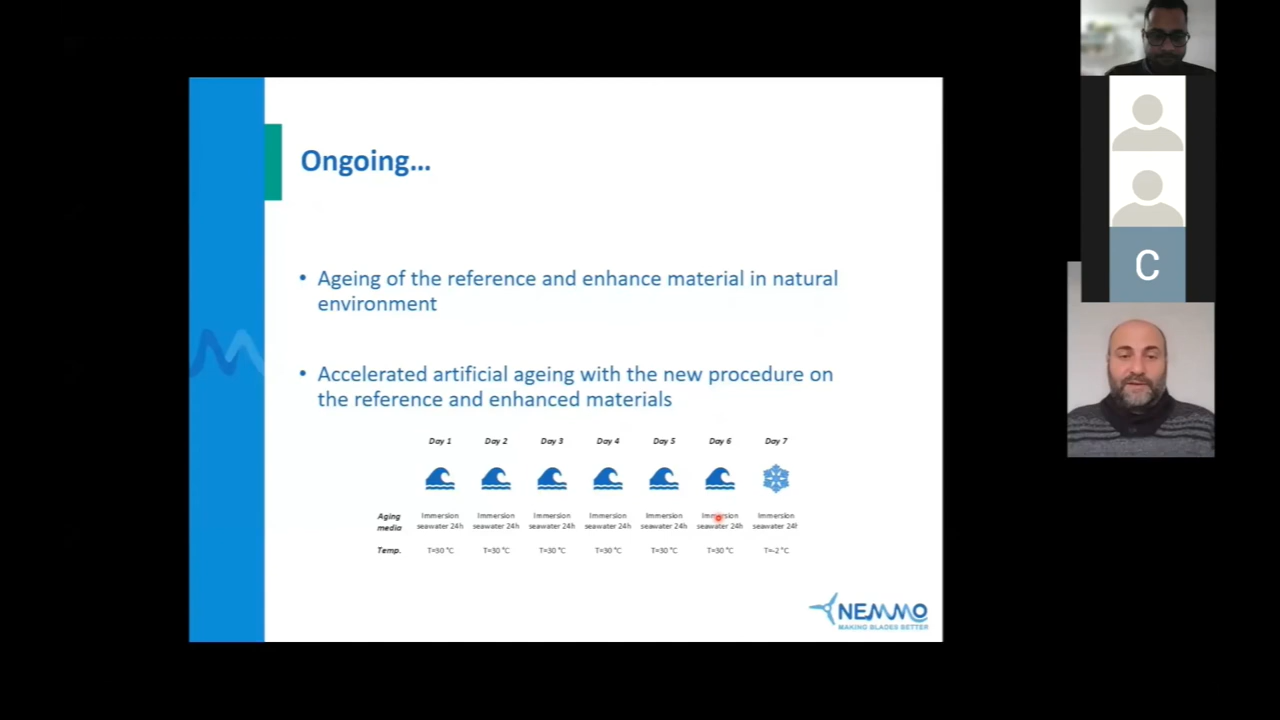 Ongoing...
• Ageing of the reference and enhance material in natural
environment
• Accelerated artificial ageing with the new procedure on
the reference and enhanced materials
Day 1 Day 2 Day 3 Day 4 Day 5 Day 6 Day 7
Aging Immersion Immersion Immersion Immersion Immersion Immersion Immersion
media seawater 24h seawater 24h seawater 24h seawater 24h seawater 24h seawater 24h seawater 24h
Temp. T=30 °C T=30 °C T=30 °C T=30 °C T=30 °C T=30 °C T=-2 °C
NEMMO
MAKING BLADES BETTER
C